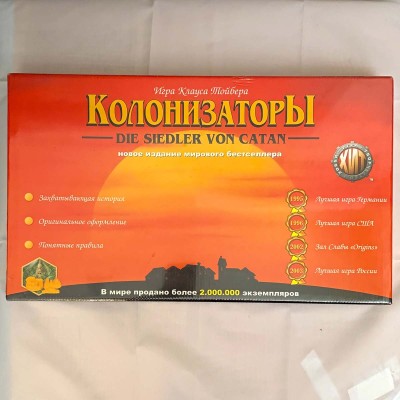 Игра Клауса Тойбера
КОЛОНИЗАТОРЫ
DIE SIEDLER VON CATAN
новое издание мирового бестселлера
ХИТ
Захватывающая история
Оригинальное оформление
Понятные правила
1995 Лучшая игра Германии
1996 Лучшая игра США
2002 Зал Славы «Origins»
2003 Лучшая игра России
В мире продано более 2.000.000 экземпляров